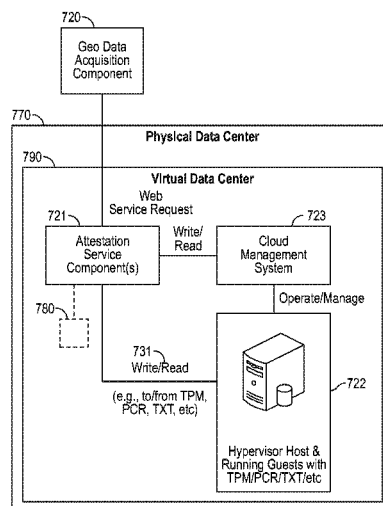 720
Geo Data
Acquisition
Component
770
Physical Data Center
790
Virtual Data Center
Web
Service Request
721
Attestation
Service
Component(s)
Write/
Read
723
Cloud
Management
System
780
Operate/Manage
731
Write/Read
(e.g., to/from TPM,
PCR, TXT, etc)
722
Hypervisor Host &
Running Guests with
TPM/PCR/TXT/etc